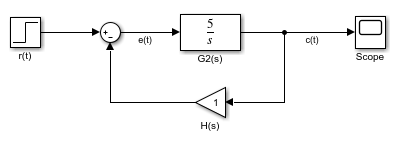 +
-
5
s
e(t)
c(t)
r(t)
G2(s)
Scope
1
H(s)